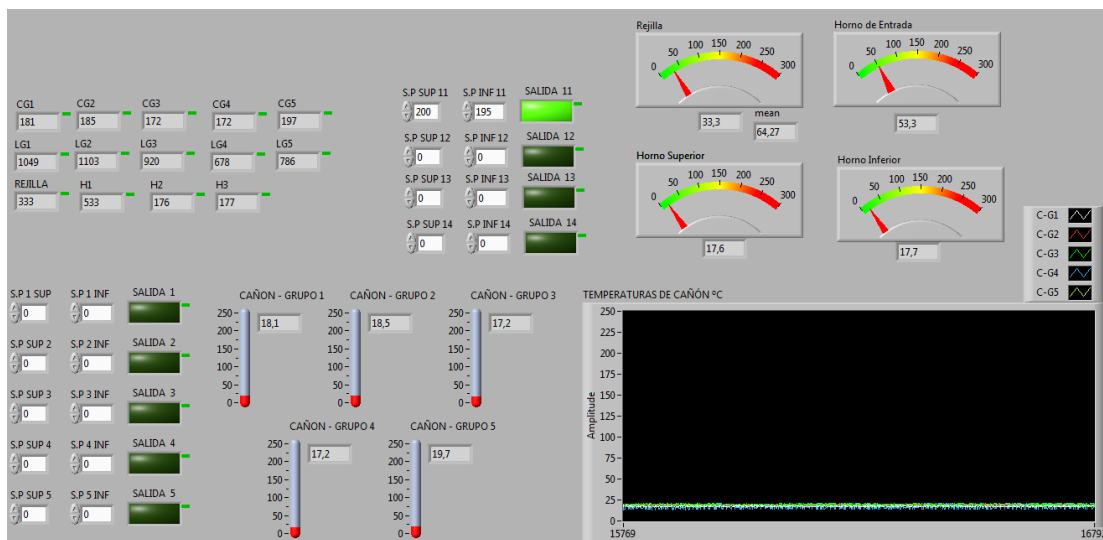 Rejilla
0 50 100 150 200 250 300
33,3
mean
64,27
Horno de Entrada
0 50 100 150 200 250 300
53,3
Horno Superior
0 50 100 150 200 250 300
17,6
Horno Inferior
0 50 100 150 200 250 300
17,7
CG1 CG2 CG3 CG4 CG5
181 185 172 172 197
LG1 LG2 LG3 LG4 LG5
1049 1103 920 678 786
REJILLA H1 H2 H3
333 533 176 177
S.P SUP 11 S.P INF 11 SALIDA 11
200 195
S.P SUP 12 S.P INF 12 SALIDA 12
0 0
S.P SUP 13 S.P INF 13 SALIDA 13
0 0
S.P SUP 14 S.P INF 14 SALIDA 14
0 0
C-G1
C-G2
C-G3
C-G4
C-G5
S.P 1 SUP S.P 1 INF SALIDA 1
0 0
S.P SUP 2 S.P 2 INF SALIDA 2
0 0
S.P SUP 3 S.P 3 INF SALIDA 3
0 0
S.P SUP 4 S.P 4 INF SALIDA 4
0 0
S.P SUP 5 S.P 5 INF SALIDA 5
0 0
CAÑON - GRUPO 1
250 200 150 100 50 0
18,1
CAÑON - GRUPO 2
250 200 150 100 50 0
18,5
CAÑON - GRUPO 3
250 200 150 100 50 0
17,2
CAÑON - GRUPO 4
250 200 150 100 50 0
17,2
CAÑON - GRUPO 5
250 200 150 100 50 0
19,7
TEMPERATURAS DE CAÑÓN ºC
Amplitude
250
225
200
175
150
125
100
75
50
25
0
15769